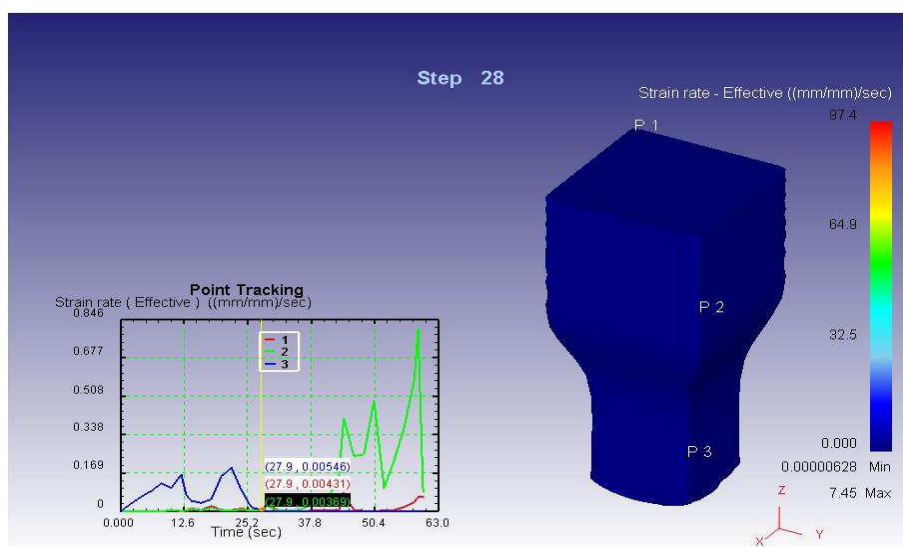 Step 28
Strain rate - Effective ((mm/mm)/sec)
97.4
P 1
64.9
P 2
32.5
P 3
0.000
0.00000628 Min
7.45 Max
Z
X
Y
Point Tracking
Strain rate ( Effective ) ((mm/mm)/sec)
0.846
0.677
0.508
0.338
0.169
0
1
2
3
(27.9 , 0.00546)
(27.9 , 0.00431)
(27.9 , 0.00369)
0.000 12.6 25.2 37.8 50.4 63.0
Time (sec)